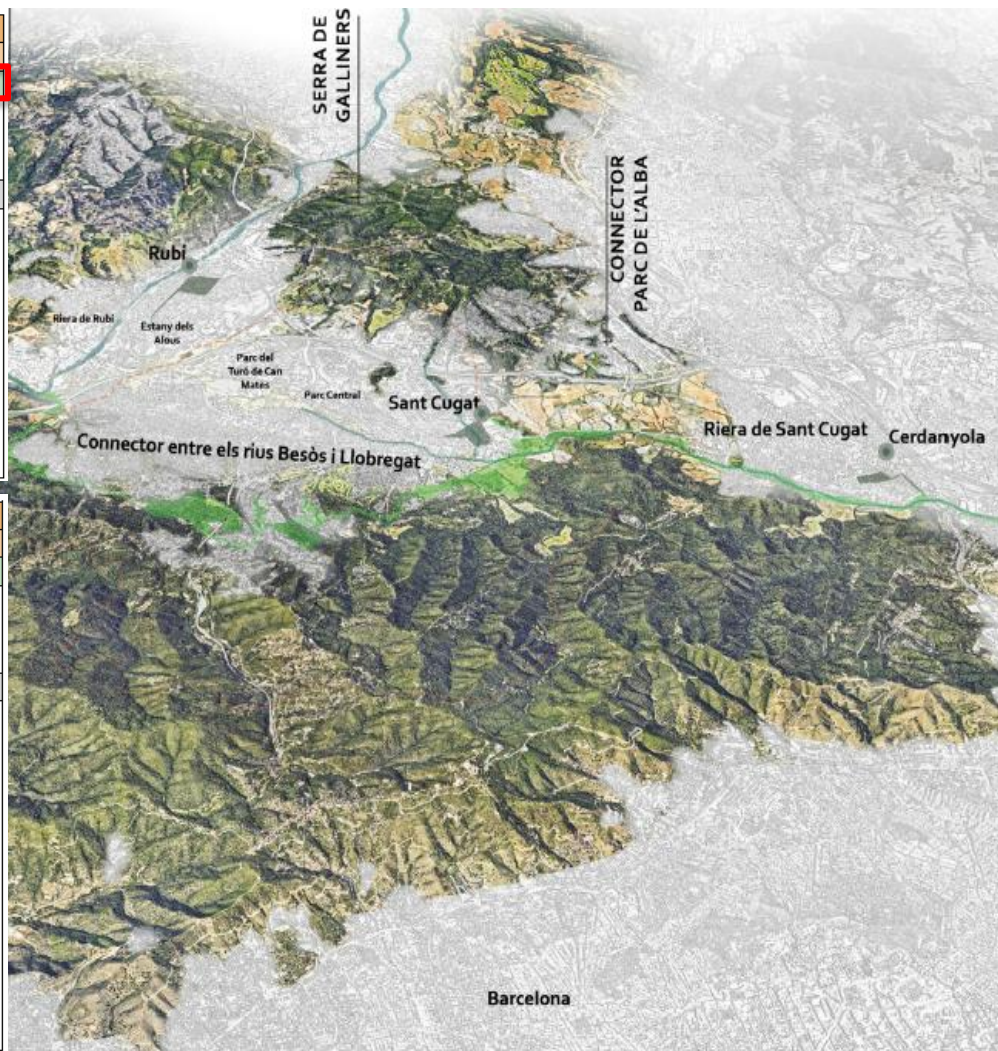 SERRA DE
GALLINERS
CONNECTOR
PARC DE L'ALBA
Rubí
Riera de Rubí
Estany dels
Alous
Parc del
Turó de Can
Mates
Parc Central
Sant Cugat
Connector entre els rius Besòs i Llobregat
Riera de Sant Cugat
Cerdanyola
Barcelona